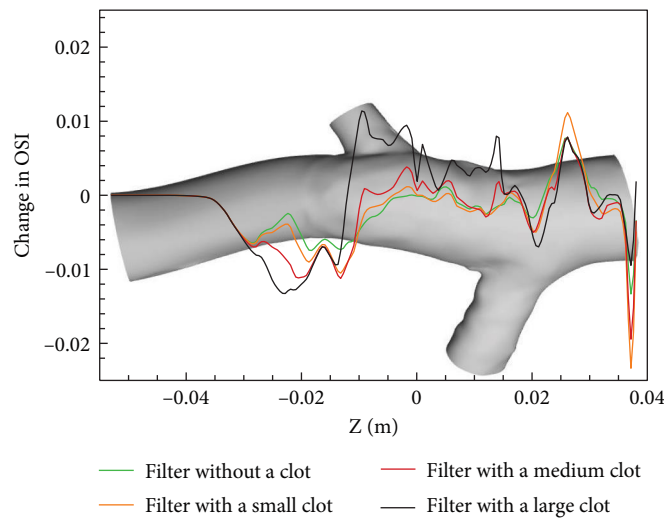 0.02
0.01
0
−0.01
−0.02
Change in OSI
−0.04 −0.02 0 0.02 0.04
Z (m)
Filter without a clot Filter with a medium clot
Filter with a small clot Filter with a large clot